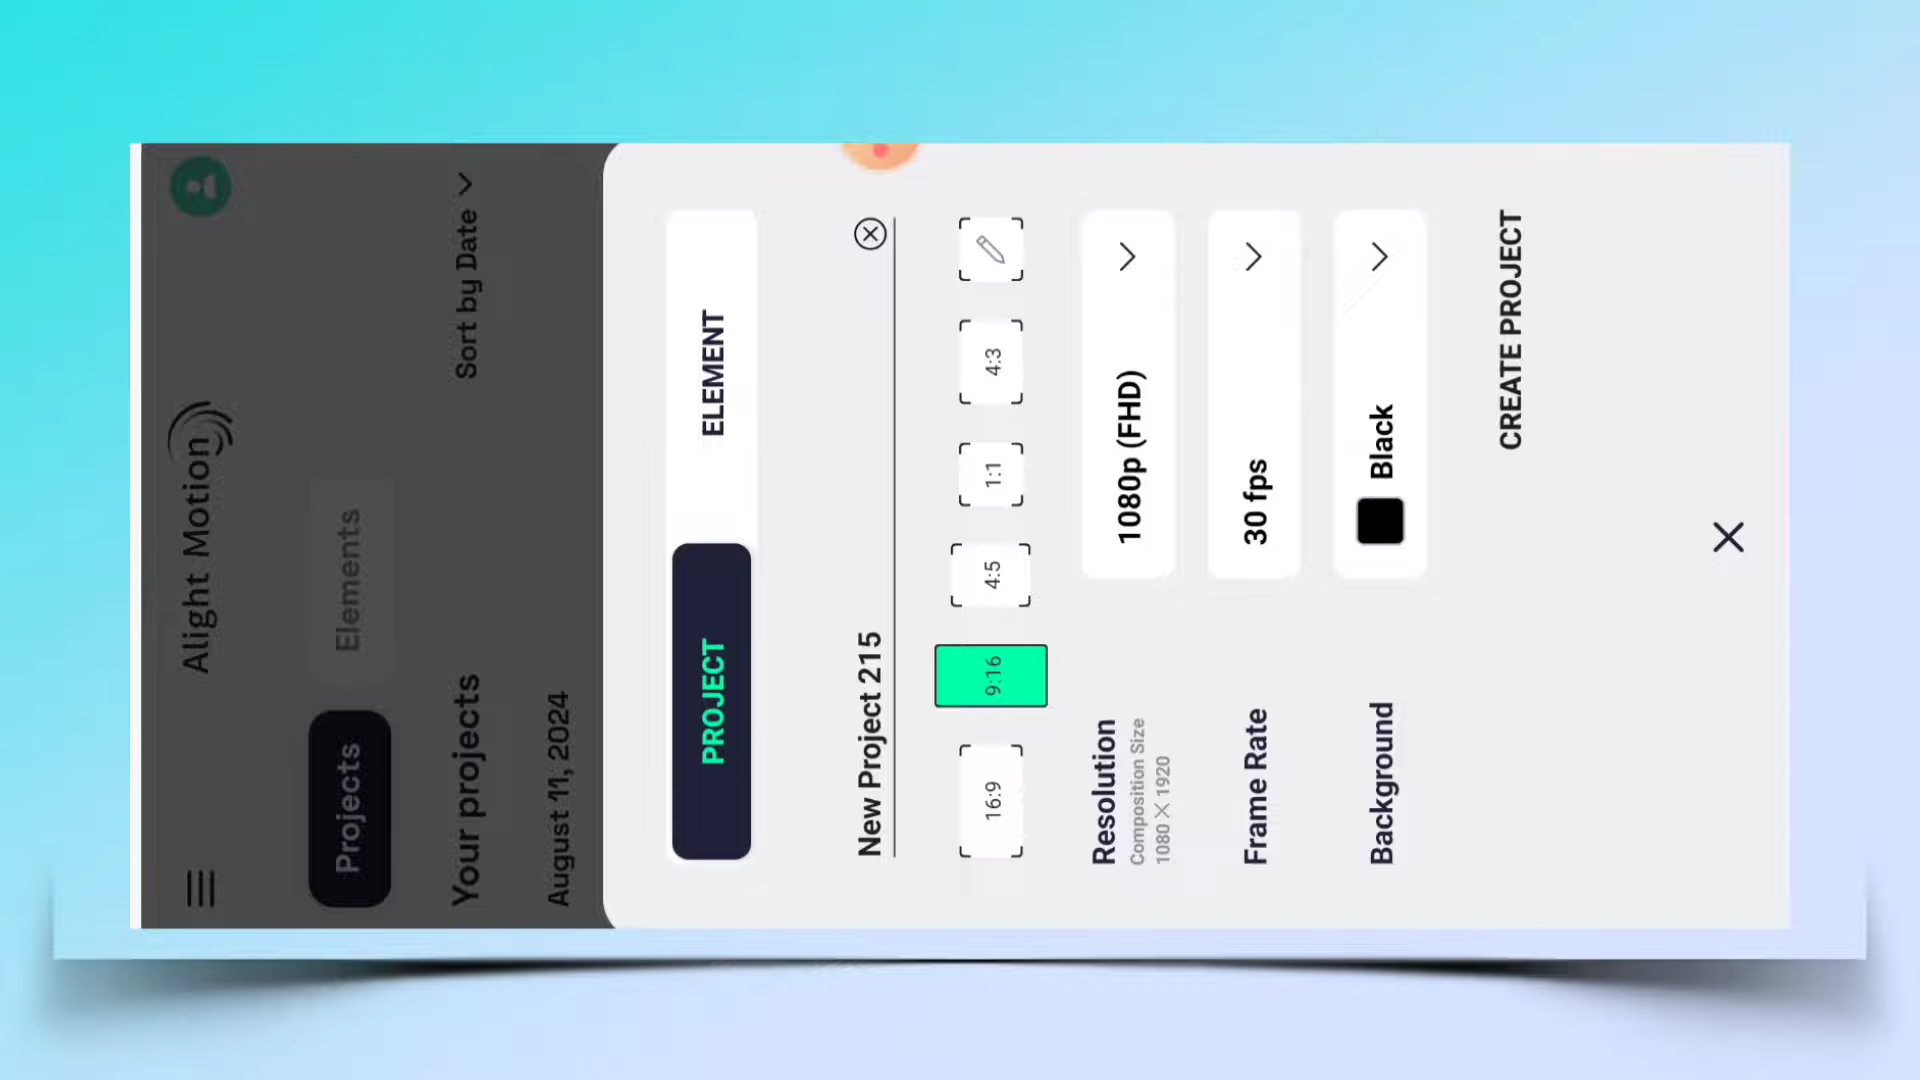 Alight Motion
Projects
Elements
Your projects
Sort by Date
August 11, 2024
PROJECT
ELEMENT
New Project 215
16:9
9:16
4:5
1:1
4:3
Resolution
1080p (FHD)
Composition Size
1080 X 1920
Frame Rate
30 fps
Background
Black
CREATE PROJECT